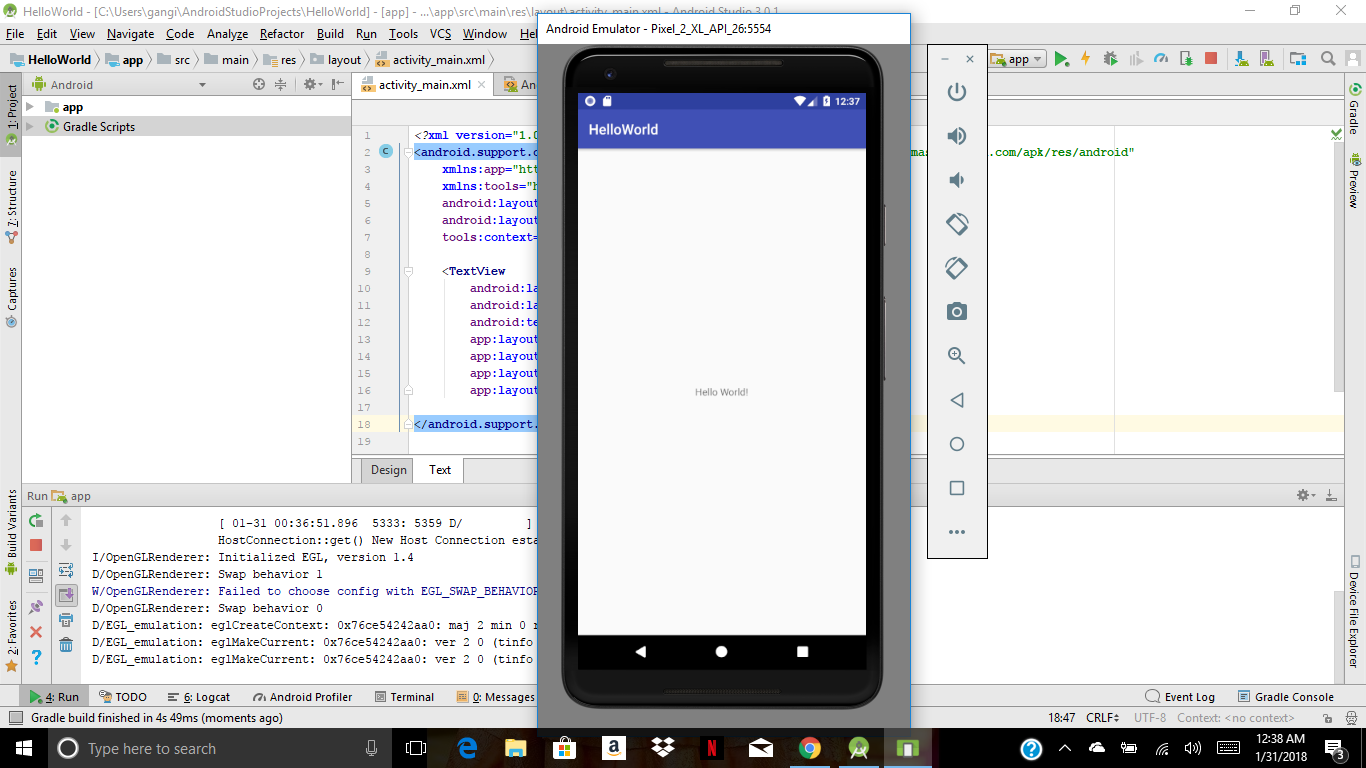 HelloWorld - [C:\Users\gangi\AndroidStudioProjects\HelloWorld] - [app] - ...\app\src\main\res\layout\activity_main.xml - Android Studio 3.0.1
Android Emulator - Pixel_2_XL_API_26:5554
File Edit View Navigate Code Analyze Refactor Build Run Tools VCS Window
HelloWorld app src main res layout activity_main.xml
app
Android
activity_main.xml
1: Project
7: Structure
Captures
Build Variants
2: Favorites
app
Gradle Scripts
1 <?xml version="1.
2 <android.support.
.com/apk/res/android"
3 xmlns:app="
4 xmlns:tools="
5 android:layout
6 android:layout
7 tools:context=
8
9 <TextView
10 android:la
11 android:la
12 android:te
13 app:layout
14 app:layout
15 app:layout
16 app:layout
17
18 </android.support.
19
Design Text
12:37
HelloWorld
Hello World!
Gradle
Preview
Device File Explorer
Run app
[ 01-31 00:36:51.896 5333: 5359 D/ ]
HostConnection::get() New Host Connection esta
I/OpenGLRenderer: Initialized EGL, version 1.4
D/OpenGLRenderer: Swap behavior 1
W/OpenGLRenderer: Failed to choose config with EGL_SWAP_BEHAVIOR
D/OpenGLRenderer: Swap behavior 0
D/EGL_emulation: eglCreateContext: 0x76ce54242aa0: maj 2 min 0
D/EGL_emulation: eglMakeCurrent: 0x76ce54242aa0: ver 2 0 (tinfo
D/EGL_emulation: eglMakeCurrent: 0x76ce54242aa0: ver 2 0 (tinfo
4: Run TODO 6: Logcat Android Profiler Terminal 0: Messages Event Log Gradle Console
Gradle build finished in 4s 49ms (moments ago)
18:47 CRLF UTF-8 Context: <no context>
Type here to search
12:38 AM
1/31/2018
3